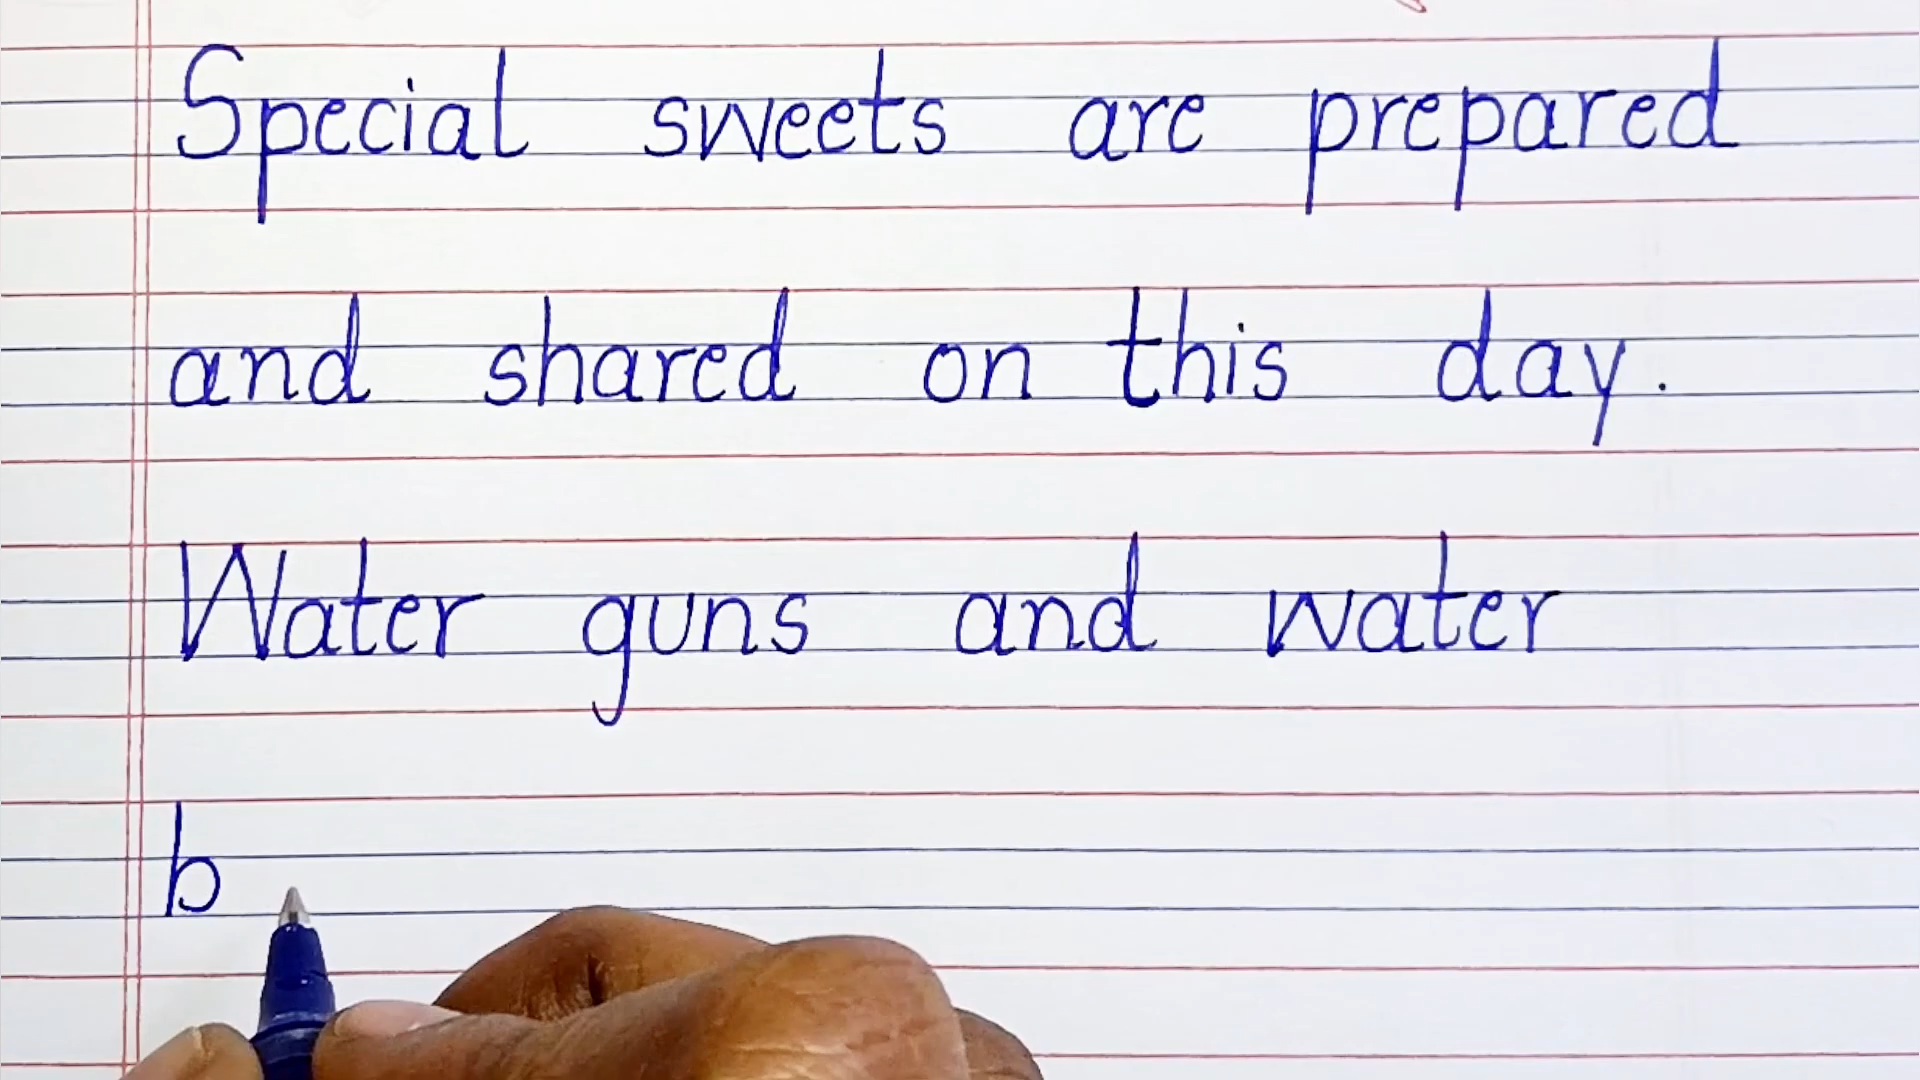 Special sweets are prepared
and shared on this day.
Water guns and water
b